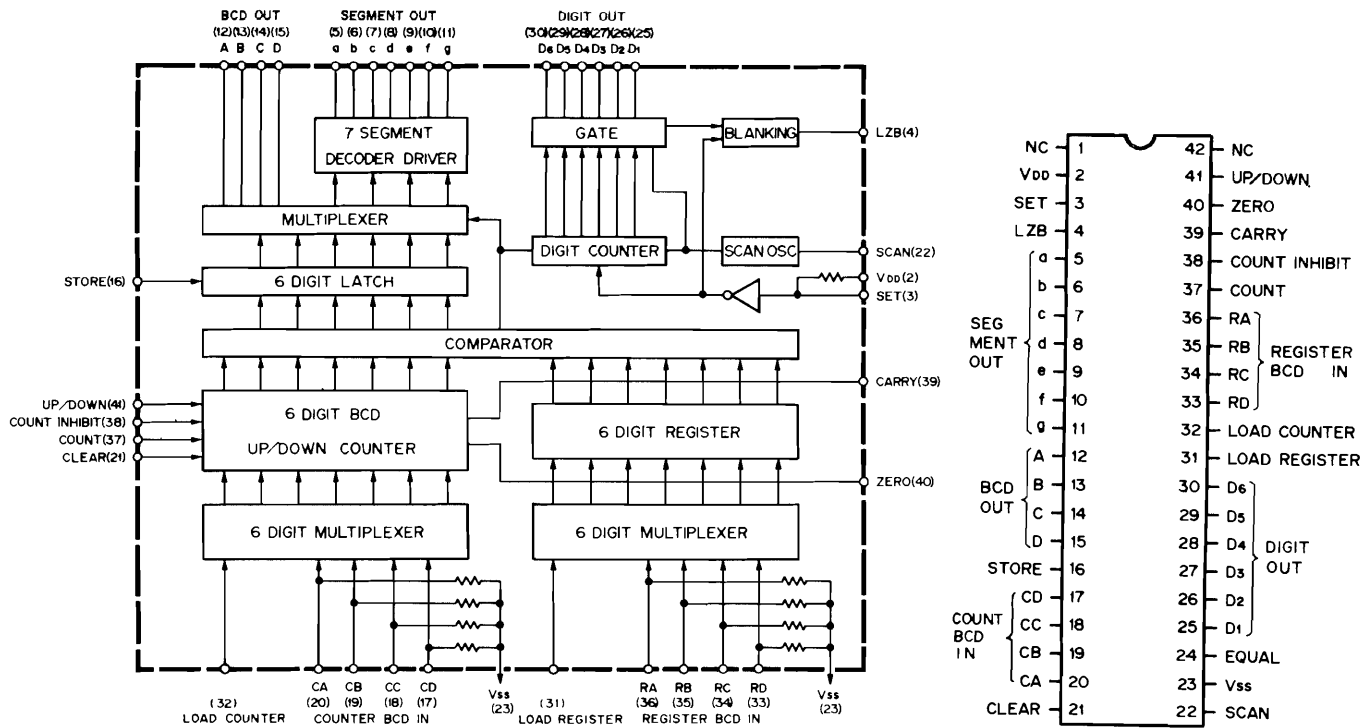 BCD OUT
(12)(13)(14)(15)
A B C D
SEGMENT OUT
(5) (6) (7) (8) (9) (10) (11)
a b c d e f g
DIGIT OUT
(30)(29)(28)(27)(26)(25)
D6 D5 D4 D3 D2 D1
7 SEGMENT
DECODER DRIVER
GATE
BLANKING
LZB(4)
MULTIPLEXER
DIGIT COUNTER
SCAN OSC
SCAN(22)
VDD(2)
SET(3)
STORE(16)
6 DIGIT LATCH
COMPARATOR
CARRY(39)
UP/DOWN(41)
COUNT INHIBIT(38)
COUNT(37)
CLEAR(21)
6 DIGIT BCD
UP/DOWN COUNTER
6 DIGIT REGISTER
ZERO(40)
6 DIGIT MULTIPLEXER
6 DIGIT MULTIPLEXER
(32)
LOAD COUNTER
CA CB CC CD
(20) (19) (18) (17)
COUNTER BCD IN
Vss
(23)
(31)
LOAD REGISTER
RA RB RC RD
(36) (35) (34) (33)
REGISTER BCD IN
Vss
(23)
NC 1 42 NC
VDD 2 41 UP/DOWN
SET 3 40 ZERO
LZB 4 39 CARRY
a 5 38 COUNT INHIBIT
b 6 37 COUNT
c 7 36 RA
d 8 35 RB
e 9 34 RC
f 10 33 RD
g 11 32 LOAD COUNTER
A 12 31 LOAD REGISTER
B 13 30 D6
C 14 29 D5
D 15 28 D4
STORE 16 27 D3
CD 17 26 D2
CC 18 25 D1
CB 19 24 EQUAL
CA 20 23 Vss
CLEAR 21 22 SCAN
SEG
MENT
OUT
BCD
OUT
COUNT
BCD
IN
REGISTER
BCD IN
DIGIT
OUT